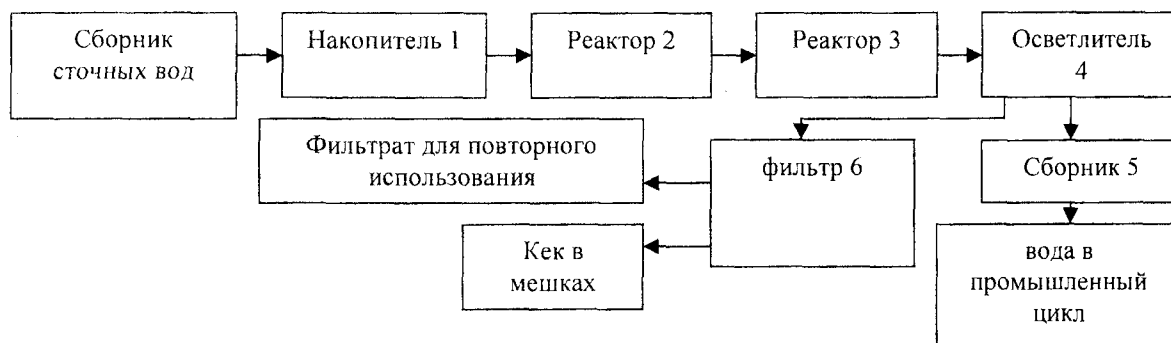 Сборник
сточных вод
Накопитель 1
Реактор 2
Реактор 3
Осветлитель
4
Фильтрат для повторного
использования
фильтр 6
Сборник 5
Кек в
мешках
вода в
промышленный
цикл